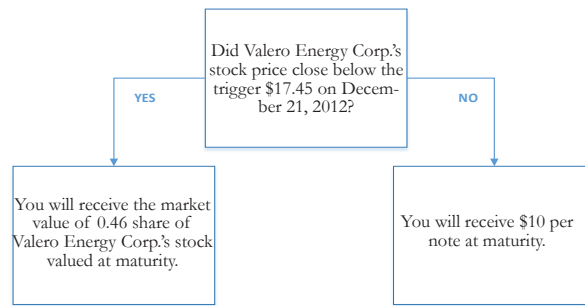 Did Valero Energy Corp.'s
stock price close below the
trigger $17.45 on Decem-
ber 21, 2012?
YES
NO
You will receive the market
value of 0.46 share of
Valero Energy Corp.'s stock
valued at maturity.
You will receive $10 per
note at maturity.